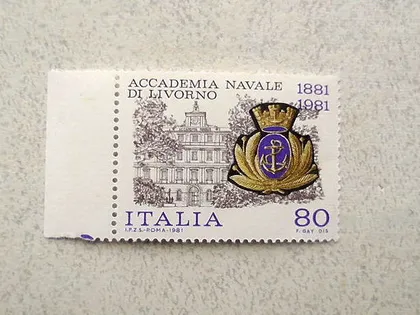 ACCADEMIA NAVALE 1881
DI LIVORNO 1981
ITALIA 80
I.P.Z.S.-ROMA-1981 F. GAY DIS